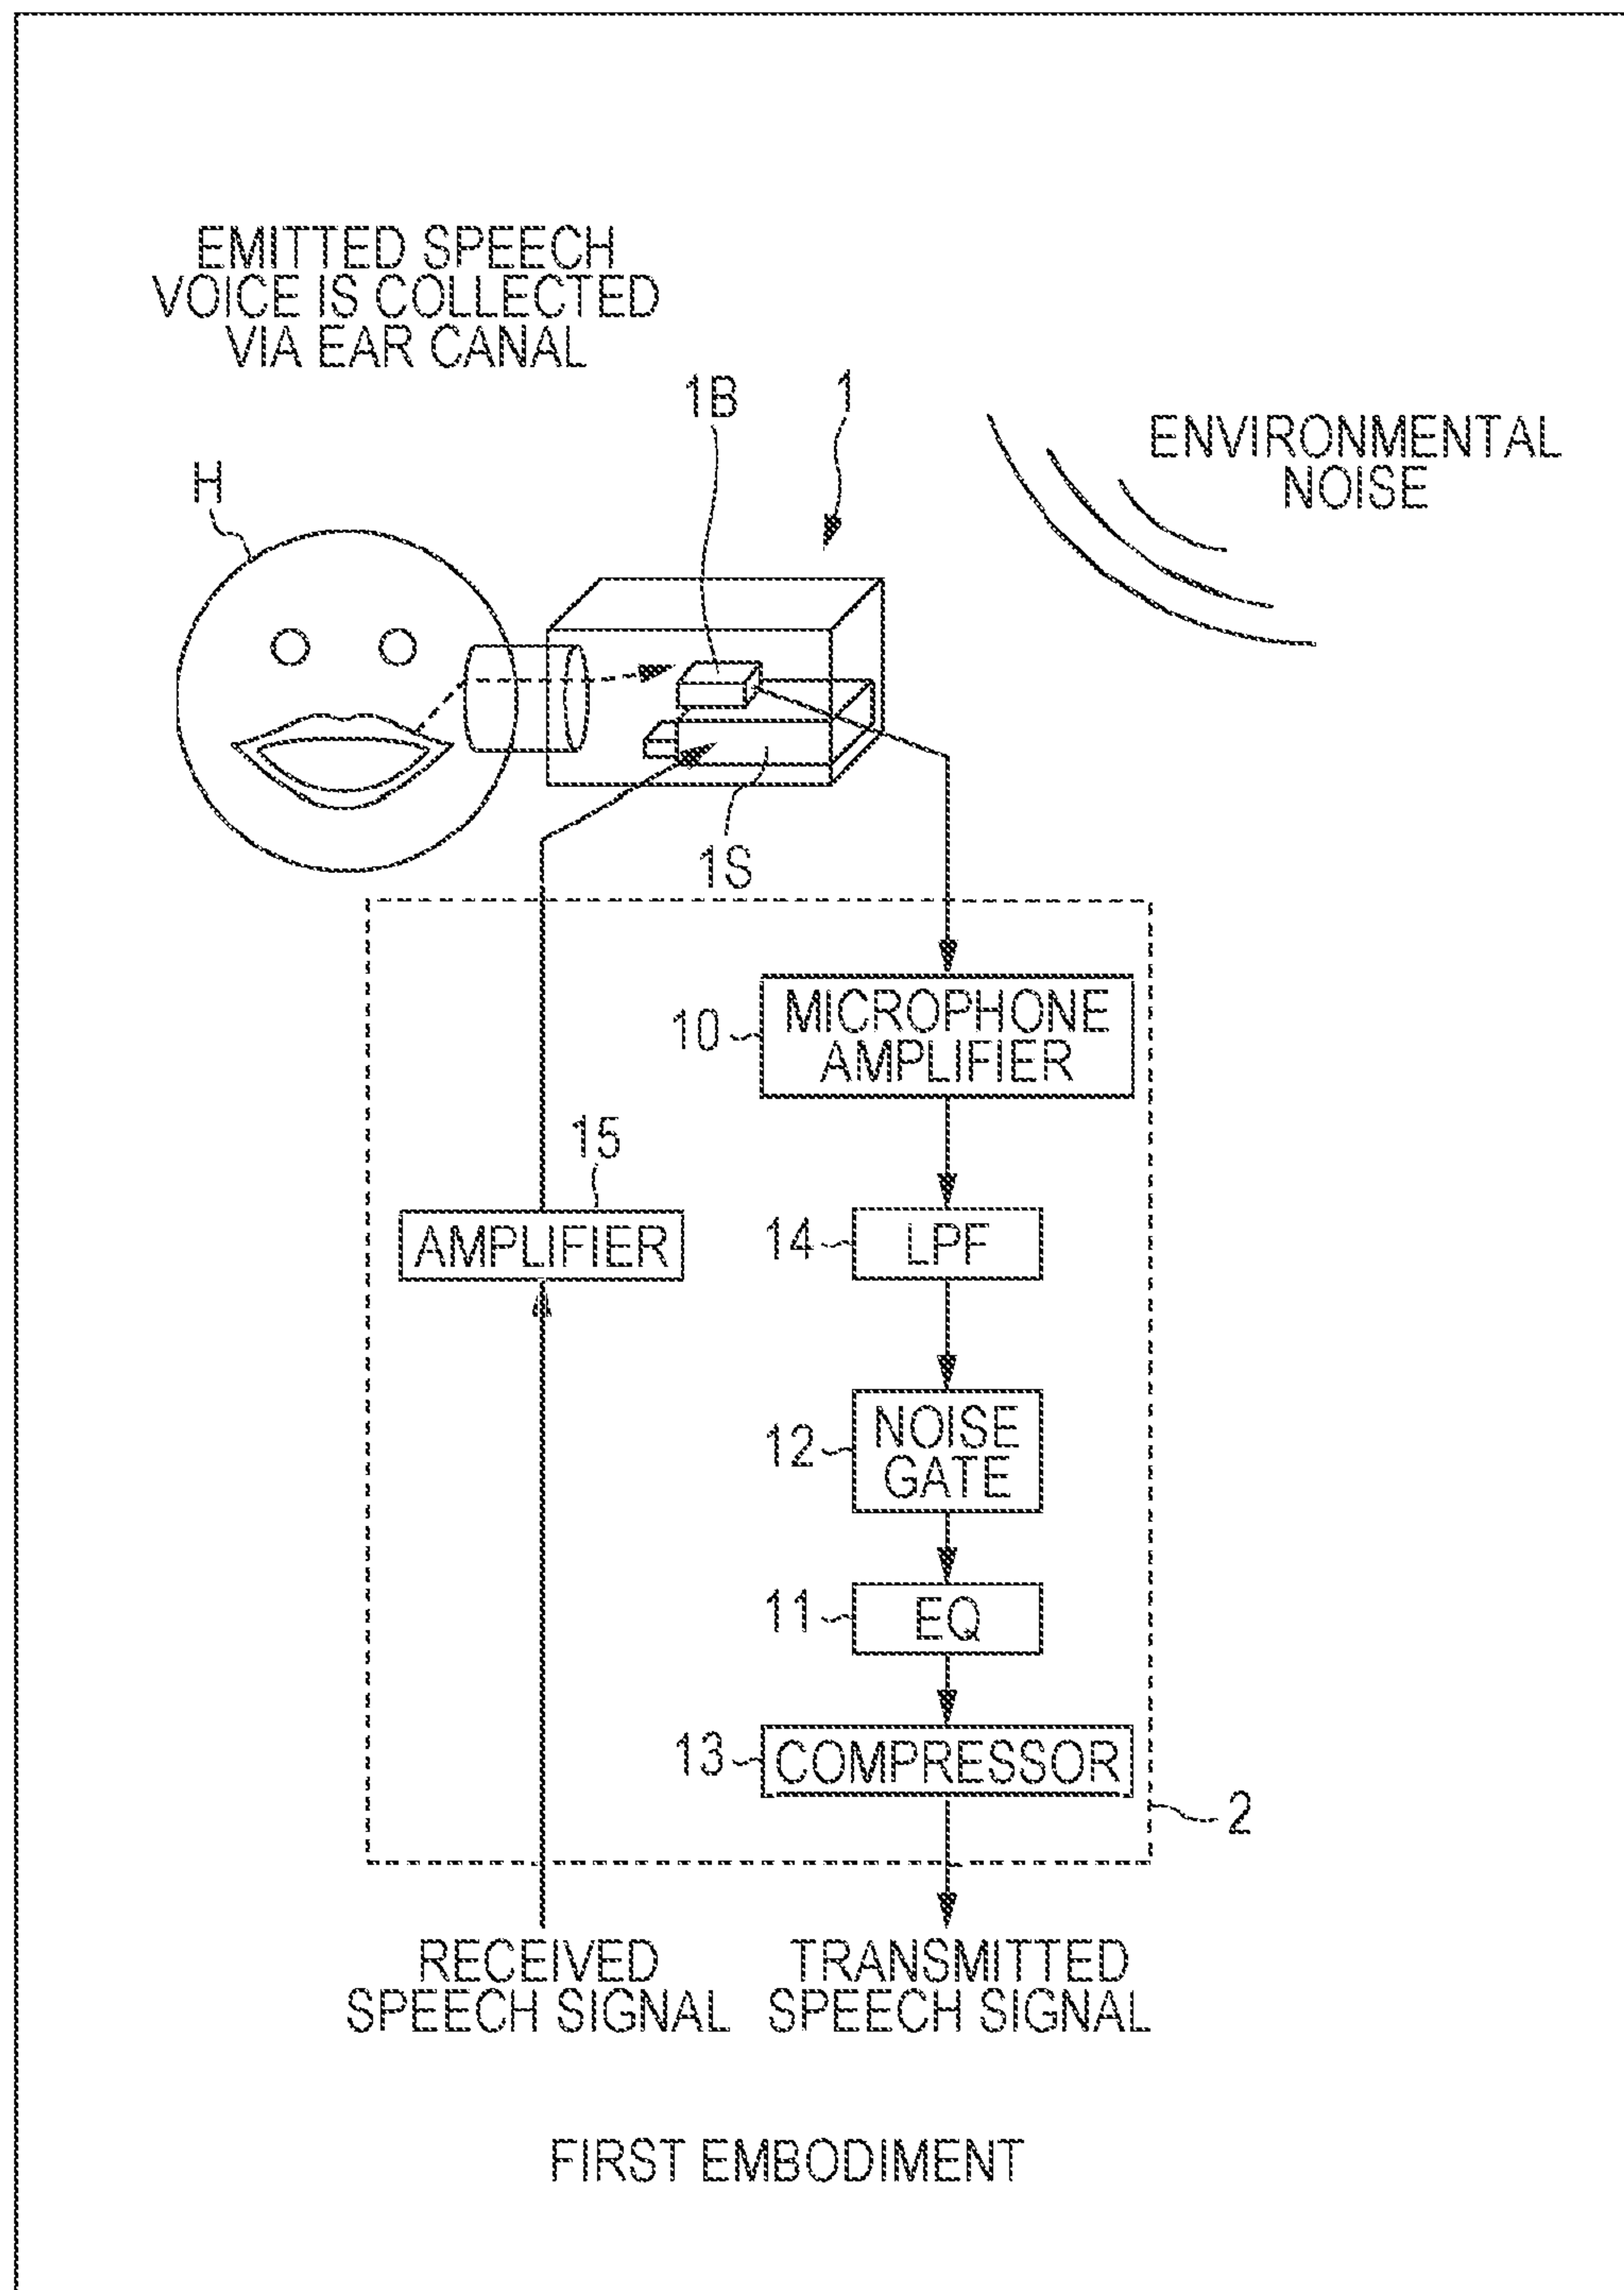 EMITTED SPEECH
VOICE IS COLLECTED
VIA EAR CANAL
1B
1
ENVIRONMENTAL
NOISE
H
1S
10
MICROPHONE
AMPLIFIER
15
AMPLIFIER
14
LPF
12
NOISE
GATE
11
EQ
13
COMPRESSOR
2
RECEIVED
SPEECH SIGNAL
TRANSMITTED
SPEECH SIGNAL
FIRST EMBODIMENT